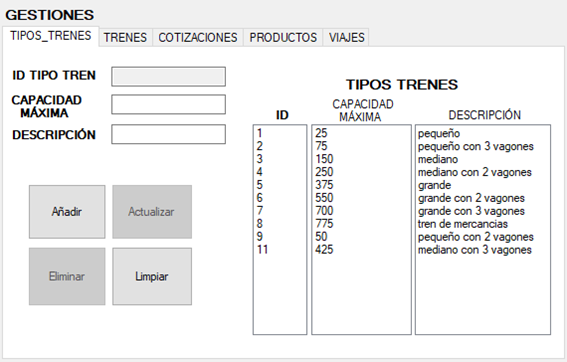 GESTIONES
TIPOS_TRENES TRENES COTIZACIONES PRODUCTOS VIAJES
ID TIPO TREN
CAPACIDAD
MÁXIMA
DESCRIPCIÓN
Añadir Actualizar
Eliminar Limpiar
TIPOS TRENES
ID CAPACIDAD MÁXIMA DESCRIPCIÓN
1 25 pequeño
2 75 pequeño con 3 vagones
3 150 mediano
4 250 mediano con 2 vagones
5 375 grande
6 550 grande con 2 vagones
7 700 grande con 3 vagones
8 775 tren de mercancias
9 50 pequeño con 2 vagones
11 425 mediano con 3 vagones